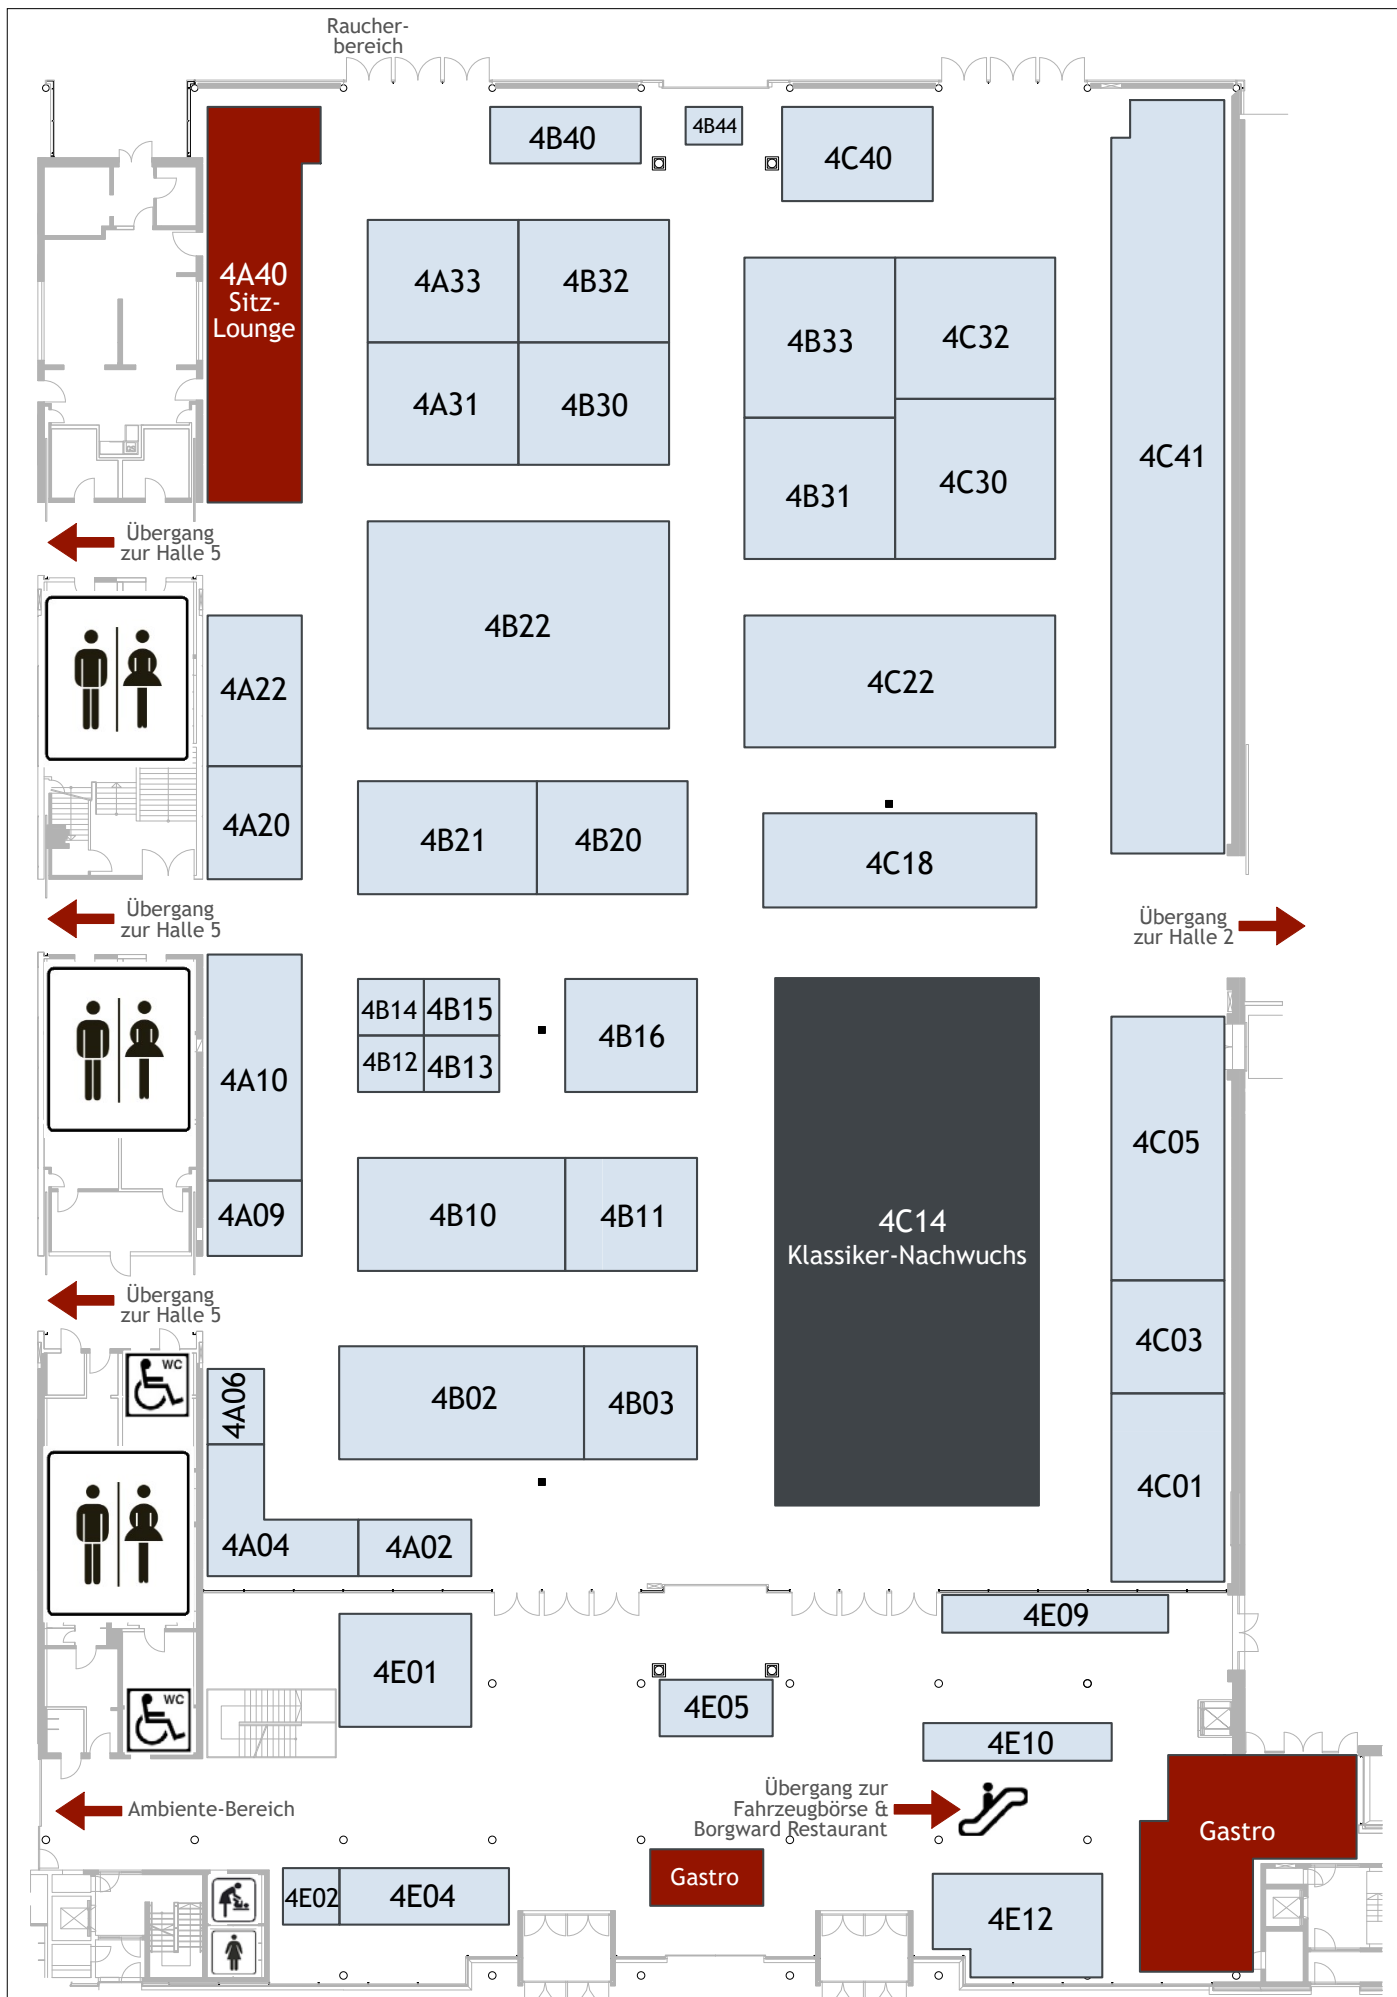 Raucher-
bereich
4B40
4B44
4C40
4A40
Sitz-
Lounge
4A33
4B32
4B33
4C32
4A31
4B30
4C41
4B31
4C30
Übergang
zur Halle 5
4B22
4A22
4C22
4A20
4B21
4B20
4C18
Übergang
zur Halle 5
Übergang
zur Halle 2
4B14
4B15
4B16
4B12
4B13
4A10
4C05
4A09
4B10
4B11
4C14
Klassiker-Nachwuchs
Übergang
zur Halle 5
4C03
WC
4A06
4B02
4B03
4C01
4A04
4A02
4E09
4E01
4E05
WC
4E10
Übergang zur
Fahrzeugbörse &
Borgward Restaurant
Ambiente-Bereich
Gastro
Gastro
4E02
4E04
4E12